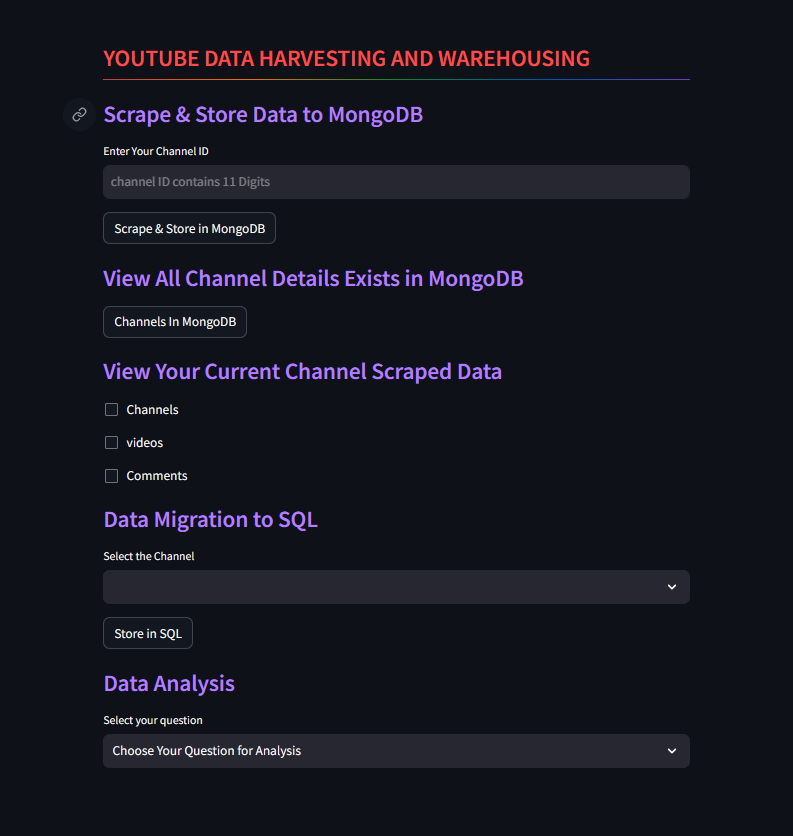 YOUTUBE DATA HARVESTING AND WAREHOUSING
Scrape & Store Data to MongoDB
Enter Your Channel ID
channel ID contains 11 Digits
Scrape & Store in MongoDB
View All Channel Details Exists in MongoDB
Channels In MongoDB
View Your Current Channel Scraped Data
Channels
videos
Comments
Data Migration to SQL
Select the Channel
Store in SQL
Data Analysis
Select your question
Choose Your Question for Analysis